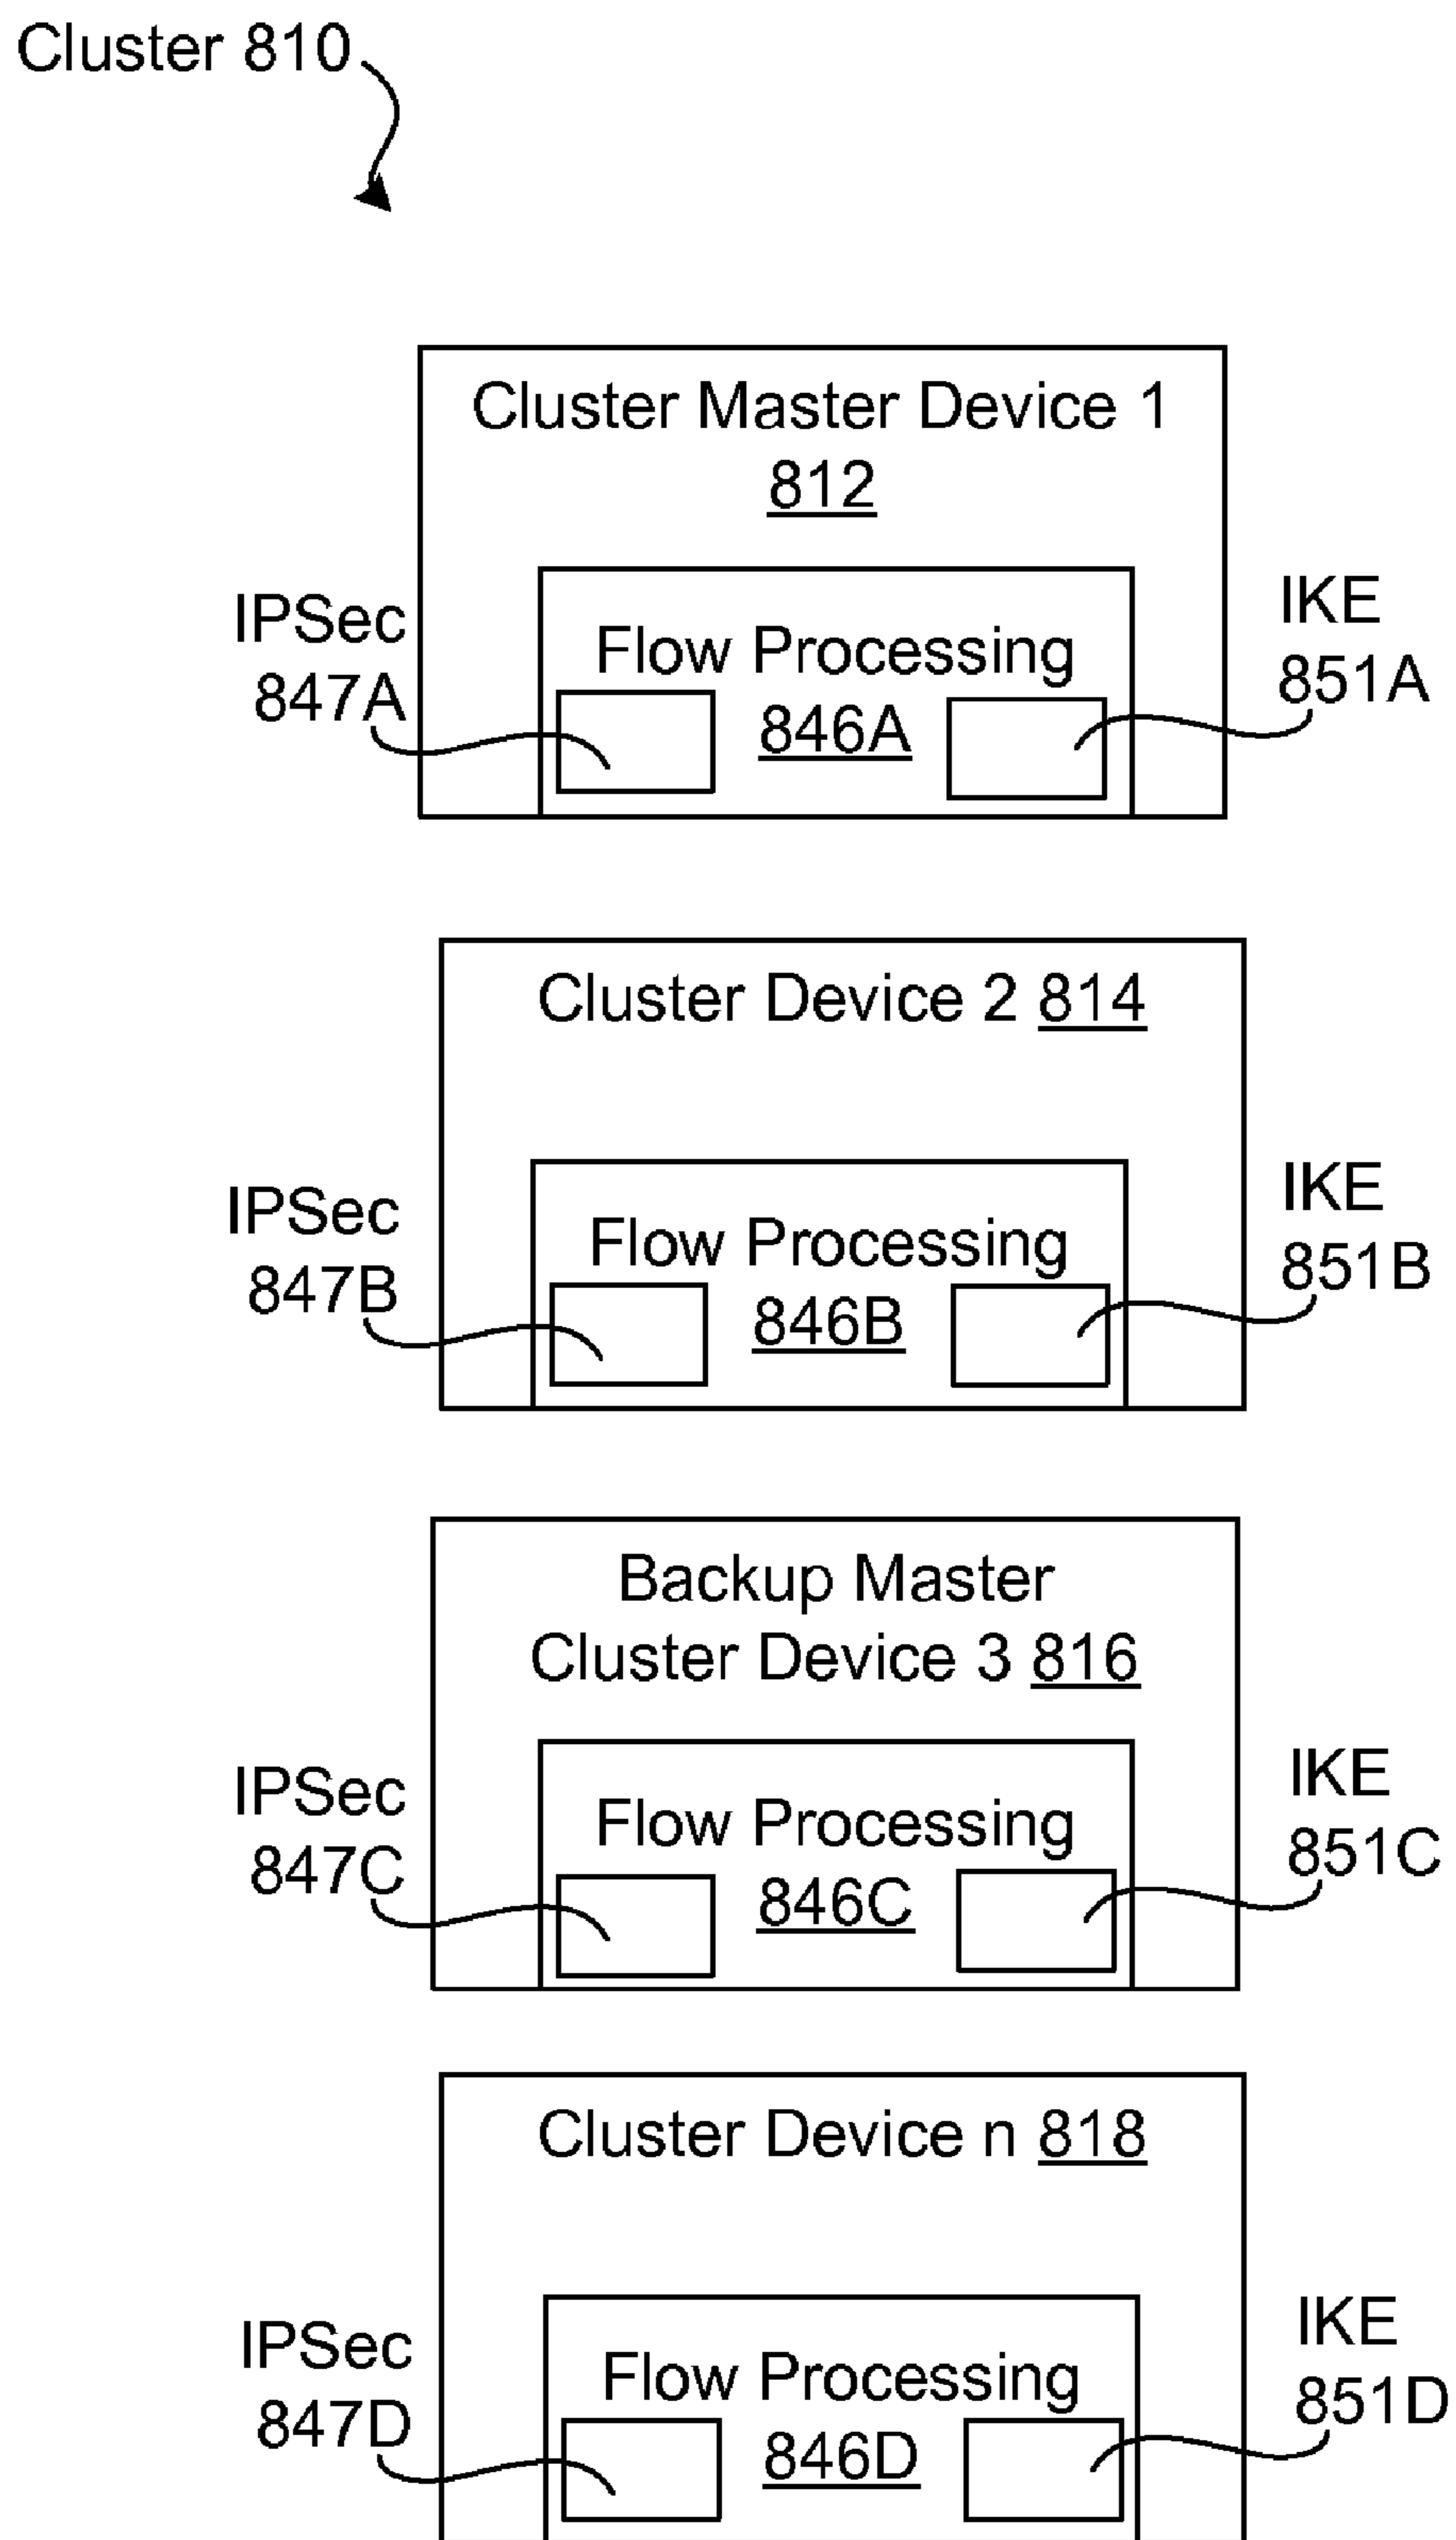 Cluster 810
Cluster Master Device 1
812
IPSec
847A
Flow Processing
846A
IKE
851A
Cluster Device 2 814
IPSec
847B
Flow Processing
846B
IKE
851B
Backup Master
Cluster Device 3 816
IPSec
847C
Flow Processing
846C
IKE
851C
Cluster Device n 818
IPSec
847D
Flow Processing
846D
IKE
851D